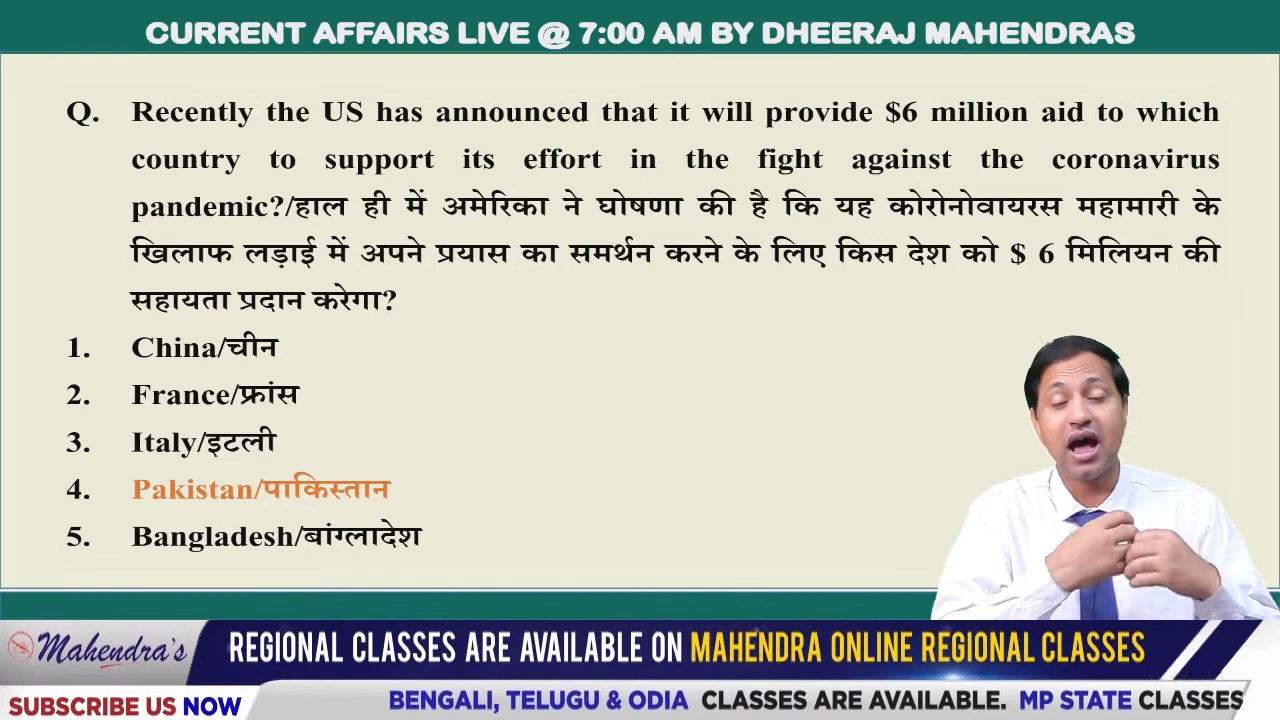 CURRENT AFFAIRS LIVE @ 7:00 AM BY DHEERAJ MAHENDRAS
Q. Recently the US has announced that it will provide $6 million aid to which
country to support its effort in the fight against the coronavirus
pandemic?/हाल ही में अमेरिका ने घोषणा की है कि यह कोरोनोवायरस महामारी के
खिलाफ लड़ाई में अपने प्रयास का समर्थन करने के लिए किस देश को $ 6 मिलियन की
सहायता प्रदान करेगा?
1. China/चीन
2. France/फ्रांस
3. Italy/इटली
4. Pakistan/पाकिस्तान
5. Bangladesh/बांग्लादेश
Mahendra's
REGIONAL CLASSES ARE AVAILABLE ON MAHENDRA ONLINE REGIONAL CLASSES
SUBSCRIBE US NOW
BENGALI, TELUGU & ODIA CLASSES ARE AVAILABLE. MP STATE CLASSES